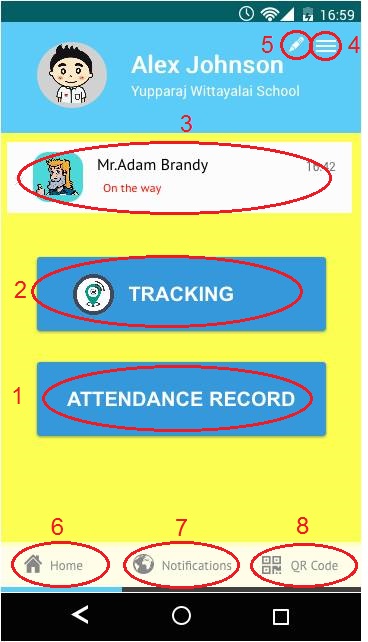 16:59
5
4
Alex Johnson
Yupparaj Wittayalai School
3
Mr.Adam Brandy
16:42
On the way
2
TRACKING
1
ATTENDANCE RECORD
6
7
8
Home
Notifications
QR Code